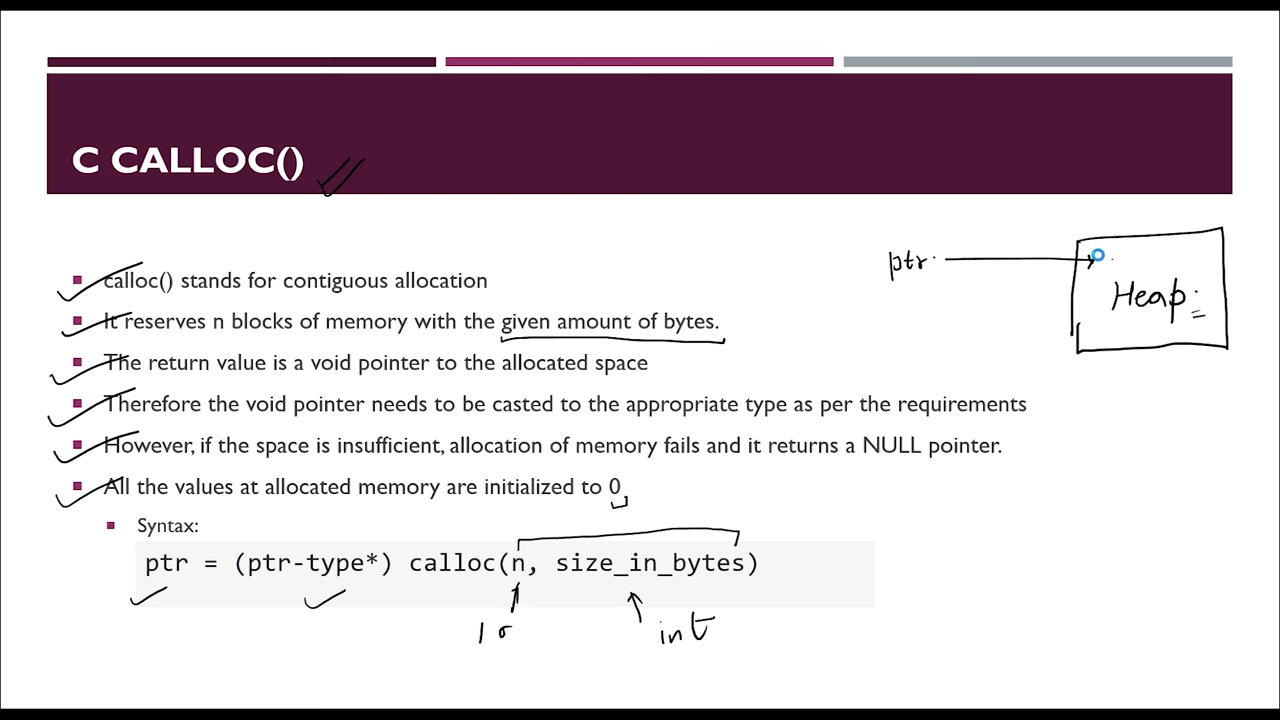 C CALLOC()
ptr.
Heap.
calloc() stands for contiguous allocation
It reserves n blocks of memory with the given amount of bytes.
The return value is a void pointer to the allocated space
Therefore the void pointer needs to be casted to the appropriate type as per the requirements
However, if the space is insufficient, allocation of memory fails and it returns a NULL pointer.
All the values at allocated memory are initialized to 0
Syntax:
ptr = (ptr-type*) calloc(n, size_in_bytes)
10 int